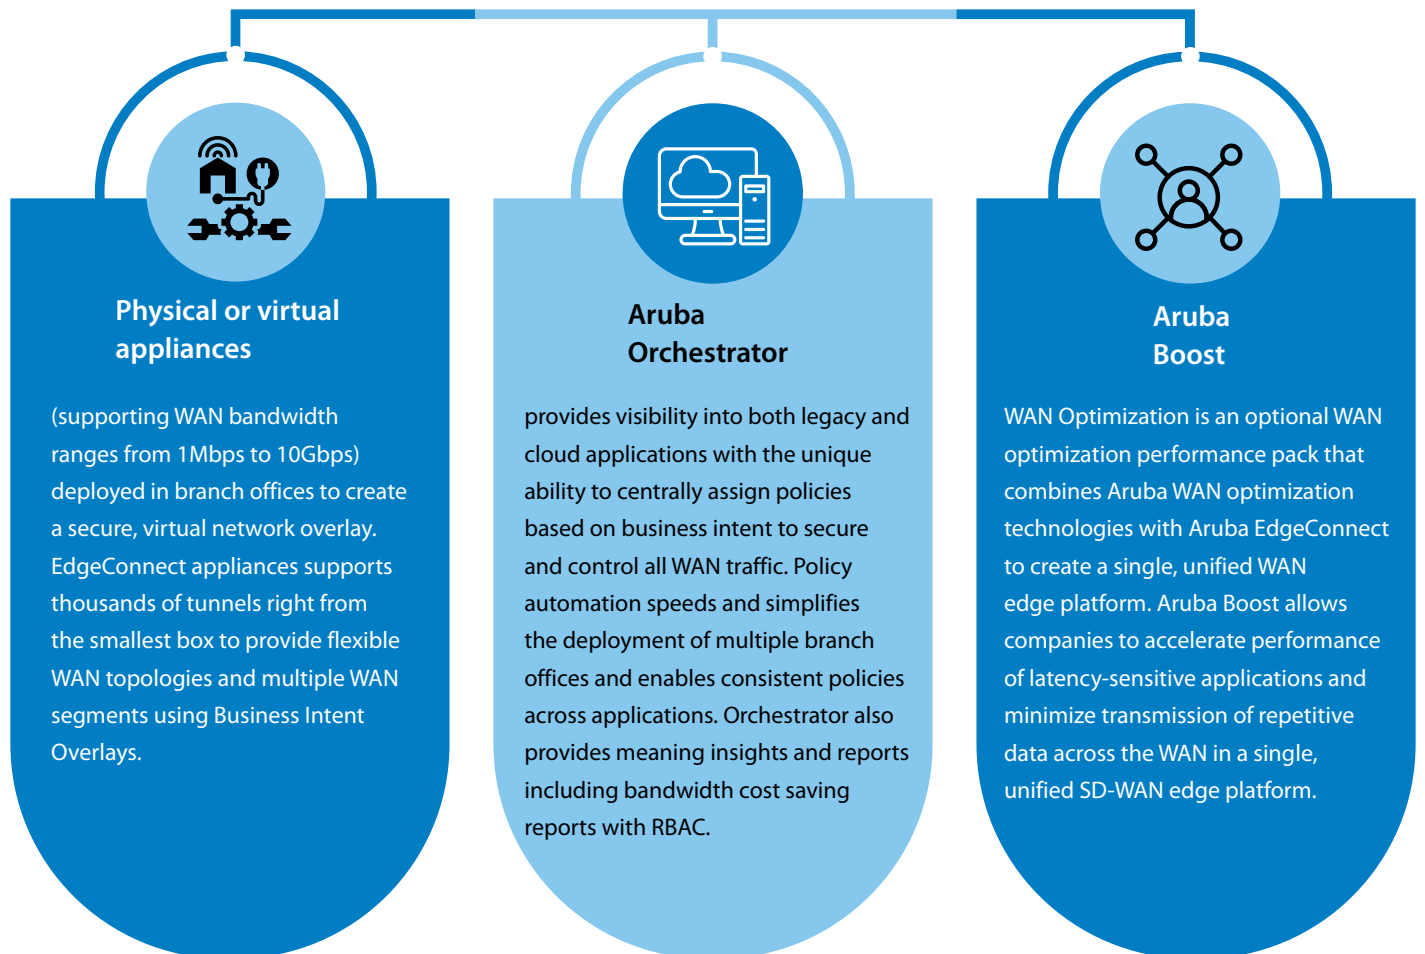 Physical or virtual
appliances
(supporting WAN bandwidth
ranges from 1Mbps to 10Gbps)
deployed in branch offices to create
a secure, virtual network overlay.
EdgeConnect appliances supports
thousands of tunnels right from
the smallest box to provide flexible
WAN topologies and multiple WAN
segments using Business Intent
Overlays.
Aruba
Orchestrator
provides visibility into both legacy and
cloud applications with the unique
ability to centrally assign policies
based on business intent to secure
and control all WAN traffic. Policy
automation speeds and simplifies
the deployment of multiple branch
offices and enables consistent policies
across applications. Orchestrator also
provides meaning insights and reports
including bandwidth cost saving
reports with RBAC.
Aruba
Boost
WAN Optimization is an optional WAN
optimization performance pack that
combines Aruba WAN optimization
technologies with Aruba EdgeConnect
to create a single, unified WAN
edge platform. Aruba Boost allows
companies to accelerate performance
of latency-sensitive applications and
minimize transmission of repetitive
data across the WAN in a single,
unified SD-WAN edge platform.